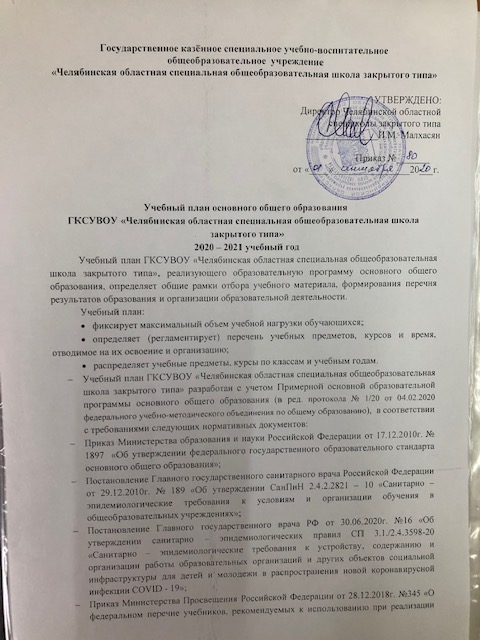 Государственное казённое специальное учебно-воспитательное
общеобразовательное учреждение
«Челябинская областная специальная общеобразовательная школа закрытого типа»
УТВЕРЖДЕНО:
Директор Челябинской областной
спецшколы закрытого типа
И.М. Малхасян
Приказ № 80
от « 01 » сентября 2020 г.
Учебный план основного общего образования
ГКСУВОУ «Челябинская областная специальная общеобразовательная школа
закрытого типа»
2020 – 2021 учебный год
Учебный план ГКСУВОУ «Челябинская областная специальная общеобразовательная
школа закрытого типа», реализующего образовательную программу основного общего
образования, определяет общие рамки отбора учебного материала, формирования перечня
результатов образования и организации образовательной деятельности.
Учебный план:
• фиксирует максимальный объем учебной нагрузки обучающихся;
• определяет (регламентирует) перечень учебных предметов, курсов и время,
отводимое на их освоение и организацию;
• распределяет учебные предметы, курсы по классам и учебным годам.
– Учебный план ГКСУВОУ «Челябинская областная специальная общеобразовательная
школа закрытого типа» разработан с учетом Примерной основной образовательной
программы основного общего образования (в ред. протокола № 1/20 от 04.02.2020
федерального учебно-методического объединения по общему образованию), в соответствии
с требованиями следующих нормативных документов:
– Приказ Министерства образования и науки Российской Федерации от 17.12.2010г. №
1897 «Об утверждении федерального государственного образовательного стандарта
основного общего образования»;
– Постановление Главного государственного санитарного врача Российской Федерации
от 29.12.2010г. № 189 «Об утверждении СанПиН 2.4.2.2821 – 10 «Санитарно –
эпидемиологические требования к условиям и организации обучения в
общеобразовательных учреждениях»;
– Постановление Главного государственного врача РФ от 30.06.2020г. №16 «Об
утверждении санитарно – эпидемиологических правил СП 3.1./2.4.3598-20
«Санитарно – эпидемиологические требования к устройству, содержанию и
организации работы образовательных организаций и других объектов социальной
инфраструктуры для детей и молодежи в распространения новой коронавирусной
инфекции COVID - 19»;
– Приказ Министерства Просвещения Российской Федерации от 28.12.2018г. №345 «О
федеральном перечне учебников, рекомендуемых к использованию при реализации